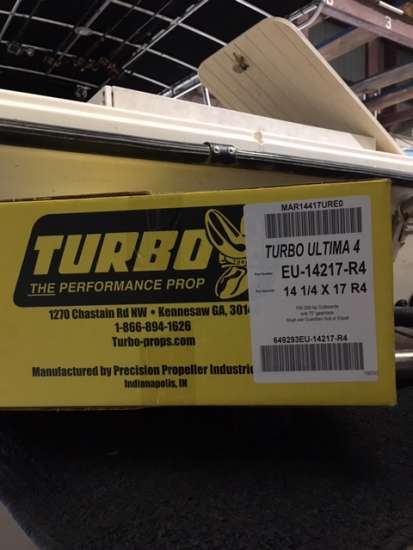 MAR14417URE0
TURBO
THE PERFORMANCE PROP
1270 Chastain Rd NW • Kennesaw GA, 3014
1-866-894-1626
Turbo-props.com
Manufactured by Precision Propeller Industries
Indianapolis, IN
TURBO ULTIMA 4
EU-14217-R4
14 1/4 X 17 R4
649293EU-14217-R4